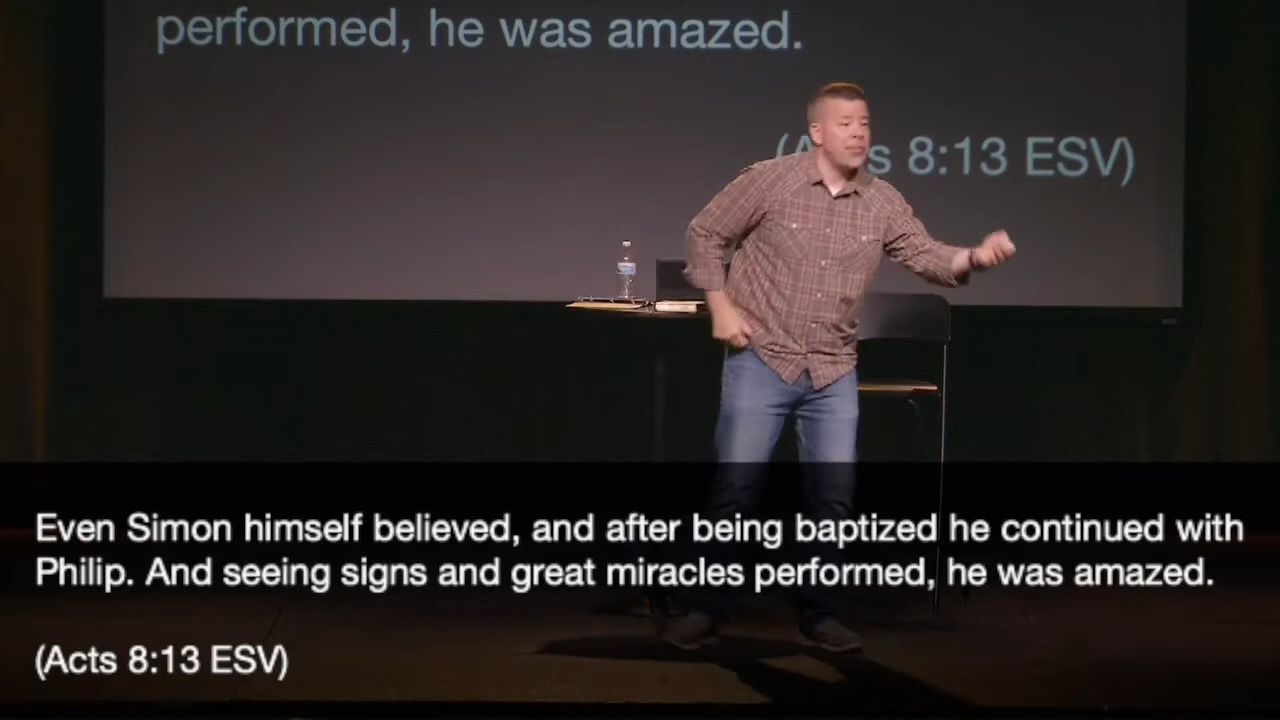 performed, he was amazed.
(A s 8:13 ESV)
Even Simon himself believed, and after being baptized he continued with
Philip. And seeing signs and great miracles performed, he was amazed.
(Acts 8:13 ESV)